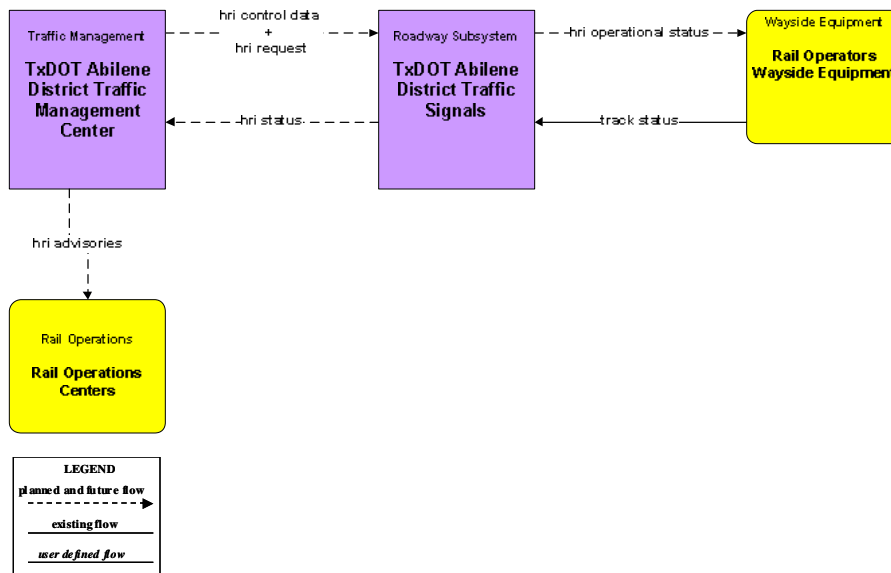 Traffic Management
TxDOT Abilene
District Traffic
Management
Center
hri control data
+
hri request
Roadway Subsystem
TxDOT Abilene
District Traffic
Signals
hri operational status
Wayside Equipment
Rail Operators
Wayside Equipment
hri status
track status
hri advisories
Rail Operations
Rail Operations
Centers
LEGEND
planned and future flow
existing flow
user defined flow